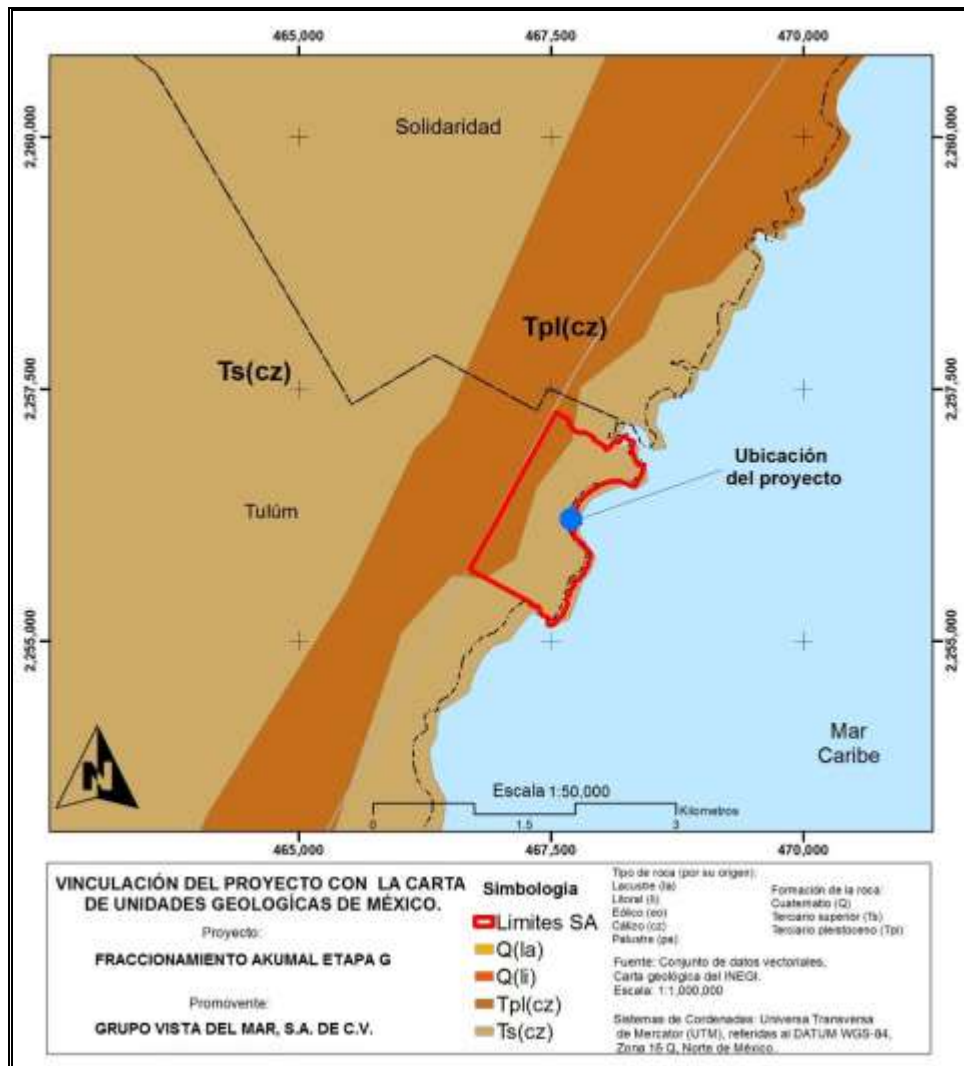 465,000
467,500
470,000
2,260,000
2,260,000
Solidaridad
Tpl(cz)
Ts(cz)
2,257,500
2,257,500
Ubicación
del proyecto
Tulúm
2,255,000
2,255,000
Mar
Caribe
N
Escala 1:50,000
Kilometros
0
1.5
3
465,000
467,500
470,000
VINCULACIÓN DEL PROYECTO CON LA CARTA
DE UNIDADES GEOLOGÍCAS DE MÉXICO.
Proyecto:
FRACCIONAMIENTO AKUMAL ETAPA G
Promovente:
GRUPO VISTA DEL MAR, S.A. DE C.V.
Simbologia
Limites SA
Q(la)
Q(li)
Tpl(cz)
Ts(cz)
Tipo de roca (por su origen):
Lacustre (la)
Litoral (li)
Eólico (eo)
Cálizo (cz)
Palustre (pa)
Formación de la roca:
Cuaternatio (Q)
Terciario superior (Ts)
Terciario pleistoceno (Tpl)
Fuente: Conjunto de datos vectoriales,
Carta geológica del INEGI.
Escala: 1:1,000,000
Sistemas de Cordenadas: Universa Transversa
de Mercator (UTM), referidas al DATUM WGS-84,
Zona 16 Q, Norte de México.